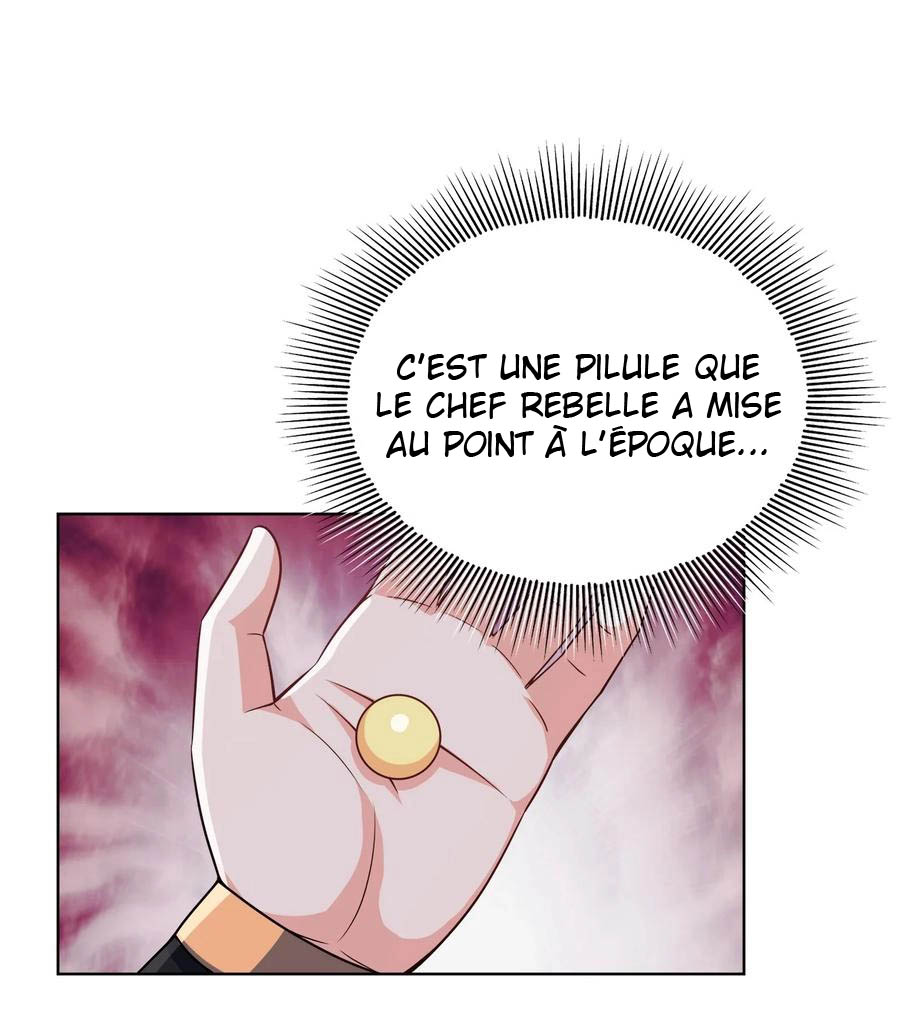 C'EST UNE PILULE QUE
LE CHEF REBELLE A MISE
AU POINT À L'ÉPOQUE...